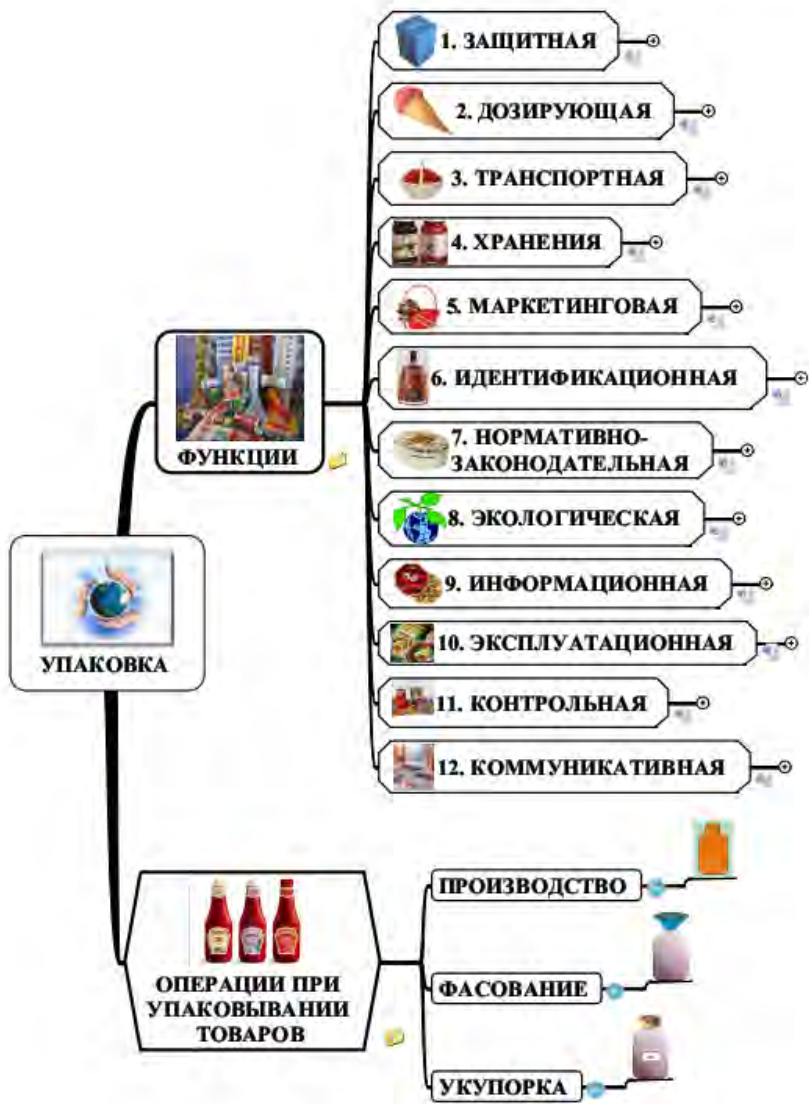 УПАКОВКА
ФУНКЦИИ
1. ЗАЩИТНАЯ
2. ДОЗИРУЮЩАЯ
3. ТРАНСПОРТНАЯ
4. ХРАНЕНИЯ
5. МАРКЕТИНГОВАЯ
6. ИДЕНТИФИКАЦИОННАЯ
7. НОРМАТИВНО-
ЗАКОНОДАТЕЛЬНАЯ
8. ЭКОЛОГИЧЕСКАЯ
9. ИНФОРМАЦИОННАЯ
10. ЭКСПЛУАТАЦИОННАЯ
11. КОНТРОЛЬНАЯ
12. КОММУНИКАТИВНАЯ
ОПЕРАЦИИ ПРИ
УПАКОВЫВАНИИ
ТОВАРОВ
ПРОИЗВОДСТВО
ФАСОВАНИЕ
УКУПОРКА